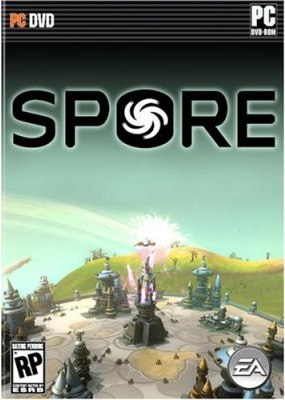 PC DVD
PC
DVD-ROM
SPORE
RATING PENDING
RP
CONTENT RATED BY
ESRB
EA